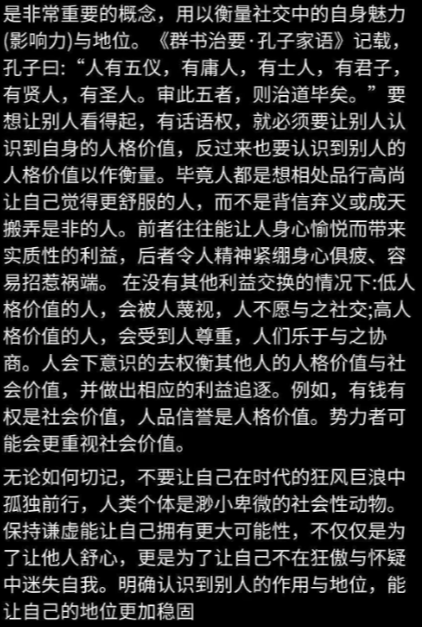 是非常重要的概念，用以衡量社交中的自身魅力
(影响力)与地位。《群书治要·孔子家语》记载，
孔子曰:“人有五仪，有庸人，有士人，有君子，
有贤人，有圣人。审此五者，则治道毕矣。”要
想让别人看得起，有话语权，就必须要让别人认
识到自身的人格价值，反过来也要认识到别人的
人格价值以作衡量。毕竟人都是想相处品行高尚
让自己觉得更舒服的人，而不是背信弃义或成天
搬弄是非的人。前者往往能让人身心愉悦而带来
实质性的利益，后者令人精神紧绷身心俱疲、容
易招惹祸端。 在没有其他利益交换的情况下:低人
格价值的人，会被人蔑视，人不愿与之社交;高人
格价值的人，会受到人尊重，人们乐于与之协
商。人会下意识的去权衡其他人的人格价值与社
会价值，并做出相应的利益追逐。例如，有钱有
权是社会价值，人品信誉是人格价值。势力者可
能会更重视社会价值。
无论如何切记，不要让自己在时代的狂风巨浪中
孤独前行，人类个体是渺小卑微的社会性动物。
保持谦虚能让自己拥有更大可能性，不仅仅是为
了让他人舒心，更是为了让自己不在狂傲与怀疑
中迷失自我。明确认识到别人的作用与地位，能
让自己的地位更加稳固